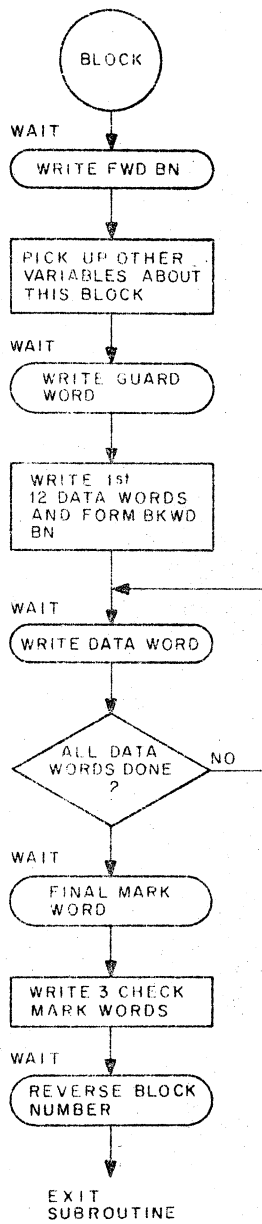 BLOCK
WAIT
WRITE FWD BN
PICK UP OTHER
VARIABLES ABOUT
THIS BLOCK
WAIT
WRITE GUARD
WORD
WRITE 1st
12 DATA WORDS
AND FORM BKWD
BN
WAIT
WRITE DATA WORD
ALL DATA
WORDS DONE
?
NO
WAIT
FINAL MARK
WORD
WRITE 3 CHECK
MARK WORDS
WAIT
REVERSE BLOCK
NUMBER
EXIT
SUBROUTINE